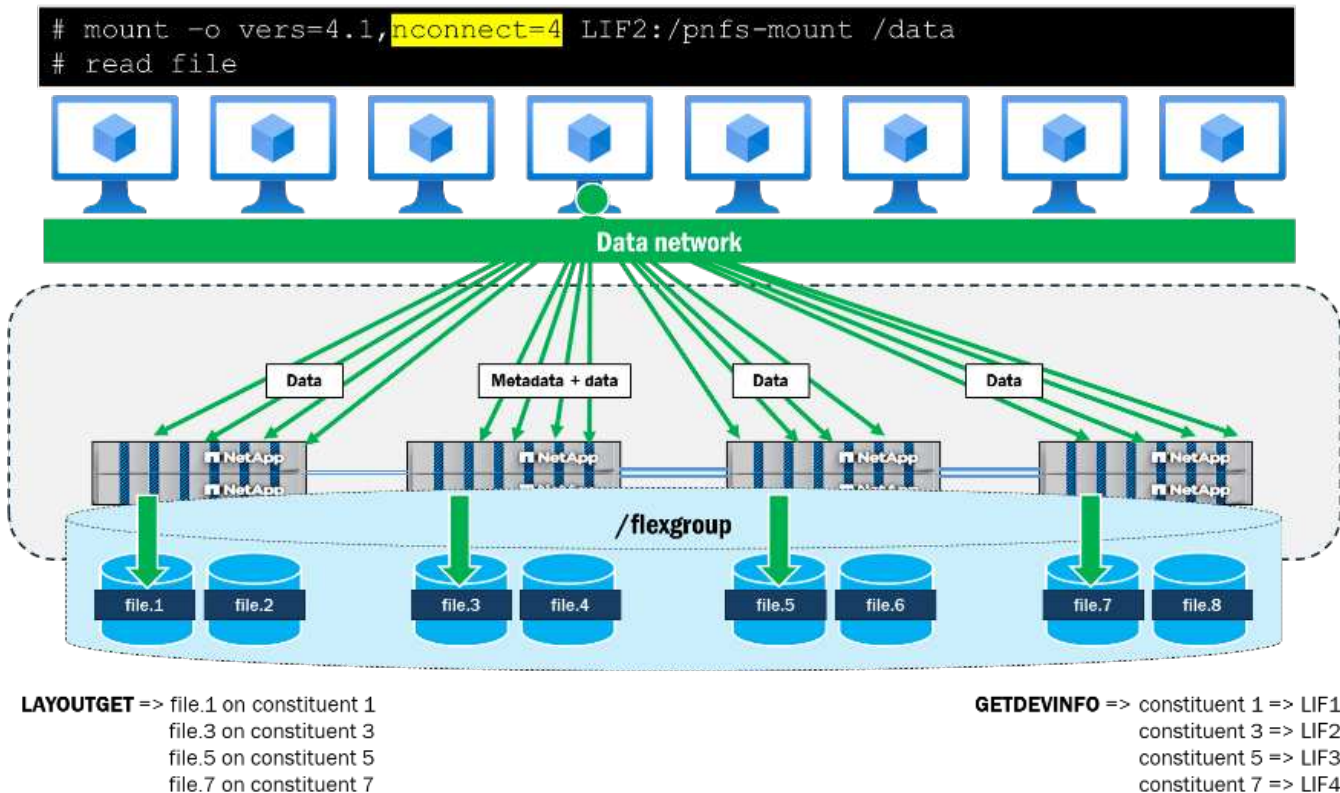 # mount –o vers=4.1,nconnect=4 LIF2:/pnfs-mount /data
# read file
Data network
Data
Metadata + data
Data
Data
NetApp
NetApp
NetApp
NetApp
NetApp
NetApp
NetApp
NetApp
/flexgroup
file.1
file.2
file.3
file.4
file.5
file.6
file.7
file.8
LAYOUTGET => file.1 on constituent 1
file.3 on constituent 3
file.5 on constituent 5
file.7 on constituent 7
GETDEVINFO => constituent 1 => LIF1
constituent 3 => LIF2
constituent 5 => LIF3
constituent 7 => LIF4